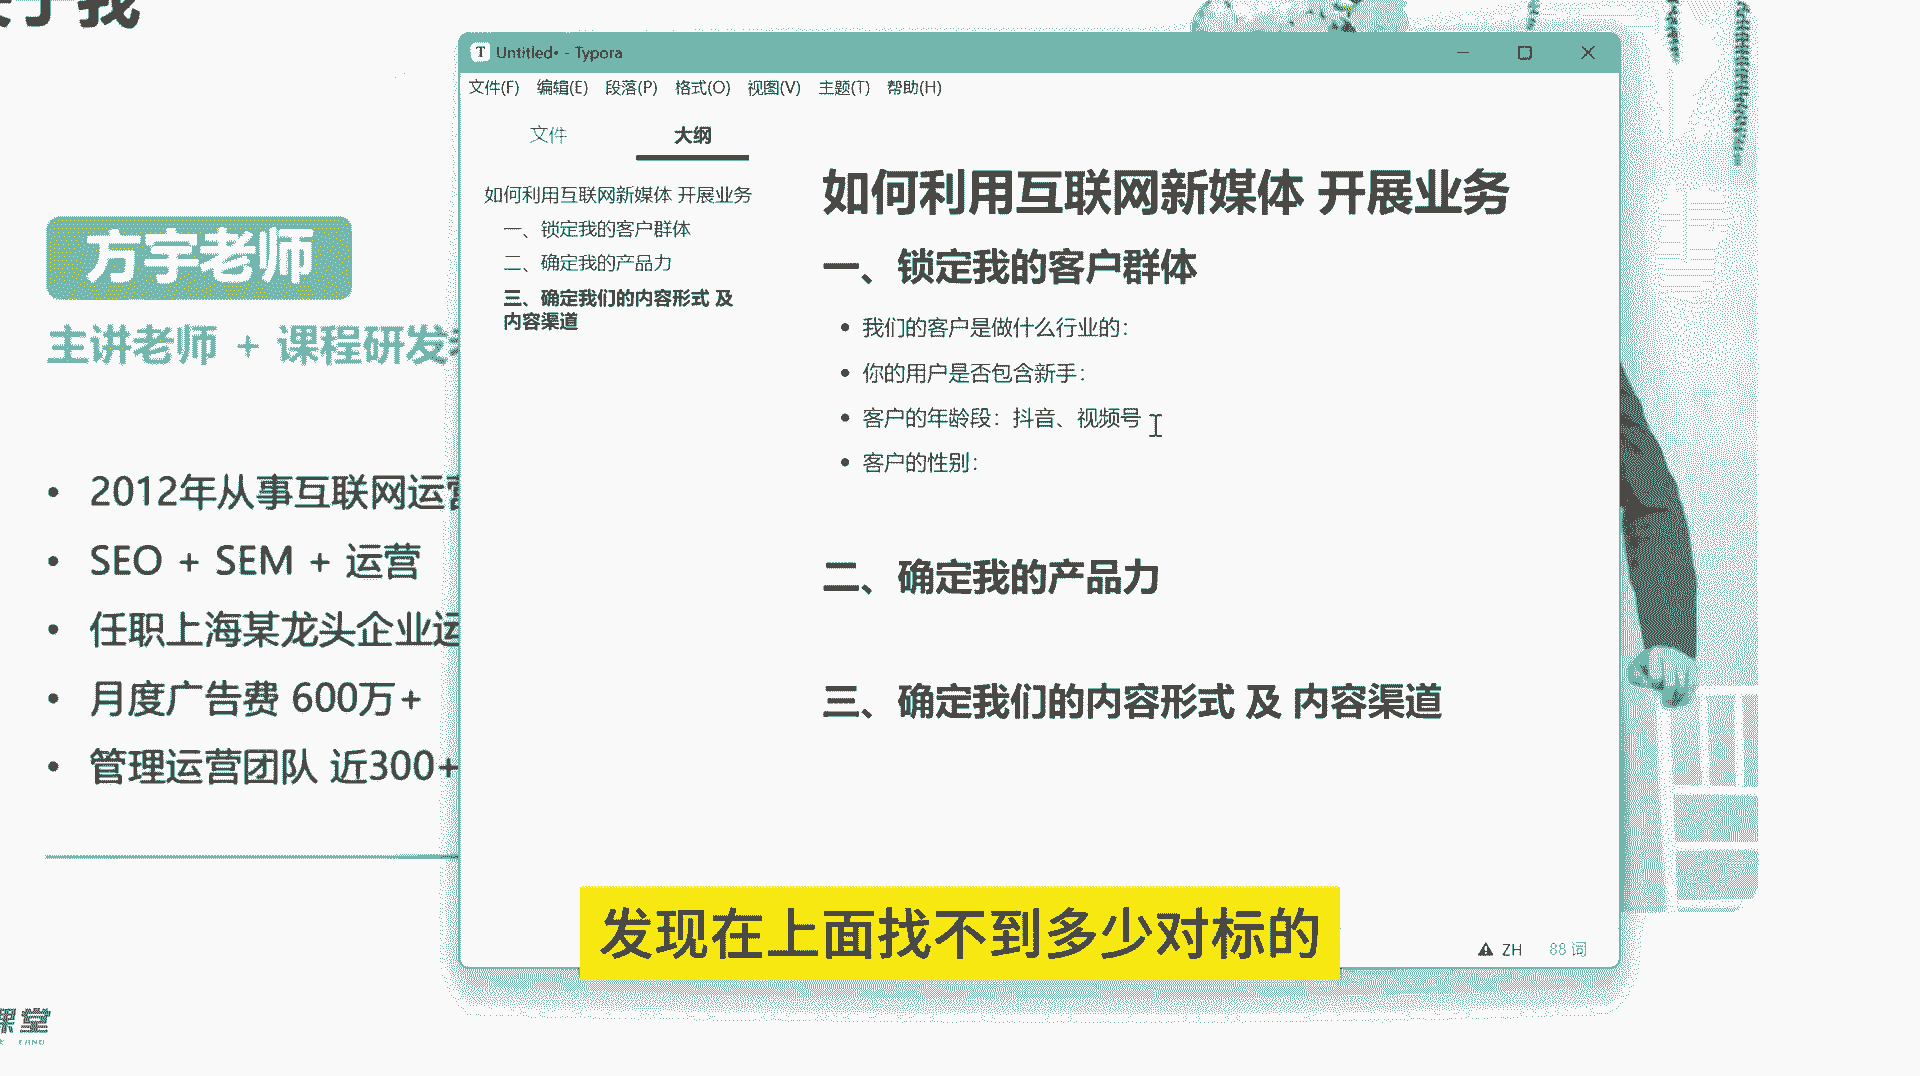 于我
方宇老师
主讲老师 + 课程研发
2012年从事互联网运营
SEO + SEM + 运营
任职上海某龙头企业运
月度广告费 600万+
管理运营团队 近300+
课堂
Untitled• - Typora
文件(F) 编辑(E) 段落(P) 格式(O) 视图(V) 主题(T) 帮助(H)
文件 大纲
如何利用互联网新媒体 开展业务
一、锁定我的客户群体
二、确定我的产品力
三、确定我们的内容形式 及
内容渠道
如何利用互联网新媒体 开展业务
一、锁定我的客户群体
我们的客户是做什么行业的：
你的用户是否包含新手：
客户的年龄段：抖音、视频号
客户的性别：
二、确定我的产品力
三、确定我们的内容形式 及 内容渠道
发现在上面找不到多少对标的
ZH 88 词